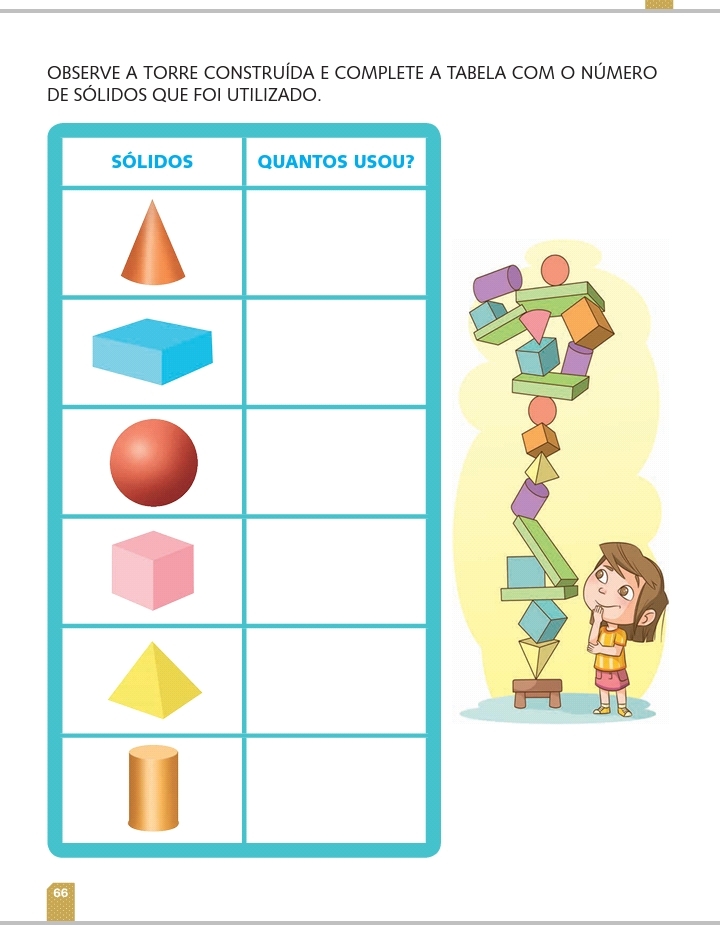 OBSERVE A TORRE CONSTRUÍDA E COMPLETE A TABELA COM O NÚMERO
DE SÓLIDOS QUE FOI UTILIZADO.
SÓLIDOS
QUANTOS USOU?
66